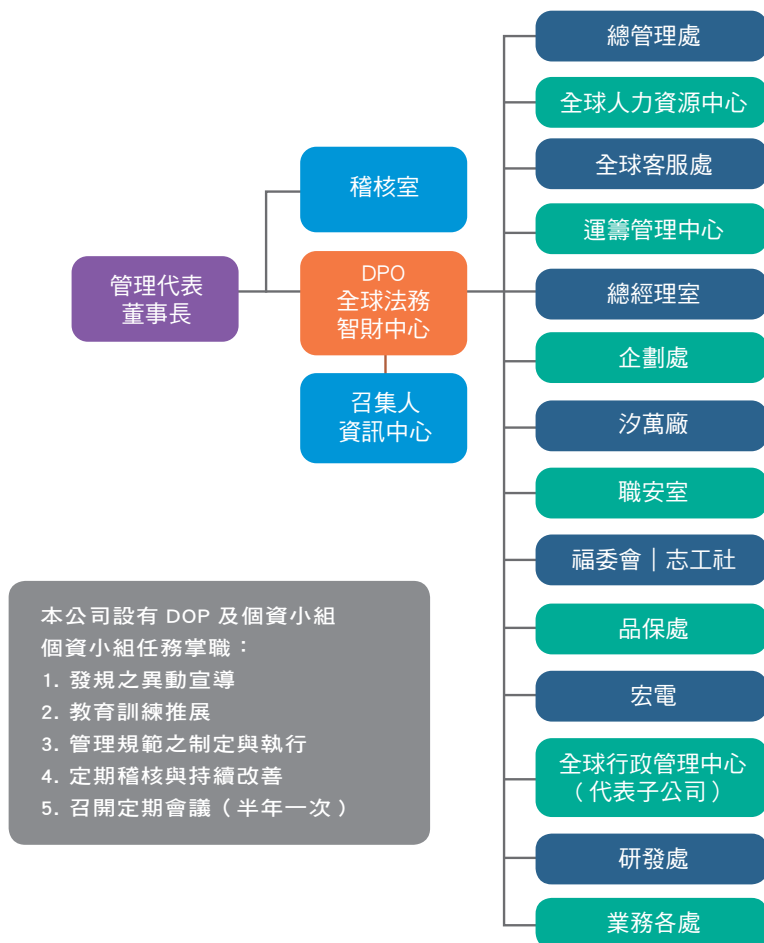 管理代表
董事長
稽核室
DPO
全球法務
智財中心
召集人
資訊中心
總管理處
全球人力資源中心
全球客服處
運籌管理中心
總經理室
企劃處
汐萬廠
職安室
福委會｜志工社
品保處
宏電
全球行政管理中心
（代表子公司）
研發處
業務各處
本公司設有 DOP 及個資小組
個資小組任務掌職：
1. 發規之異動宣導
2. 教育訓練推展
3. 管理規範之制定與執行
4. 定期稽核與持續改善
5. 召開定期會議（半年一次）